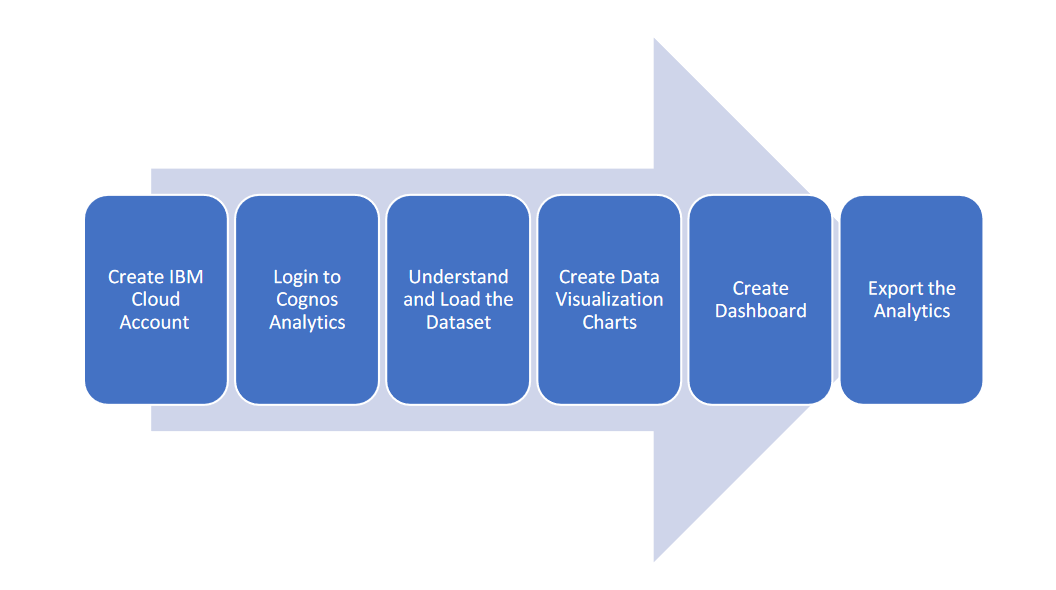 Create IBM
Cloud
Account
Login to
Cognos
Analytics
Understand
and Load the
Dataset
Create Data
Visualization
Charts
Create
Dashboard
Export the
Analytics